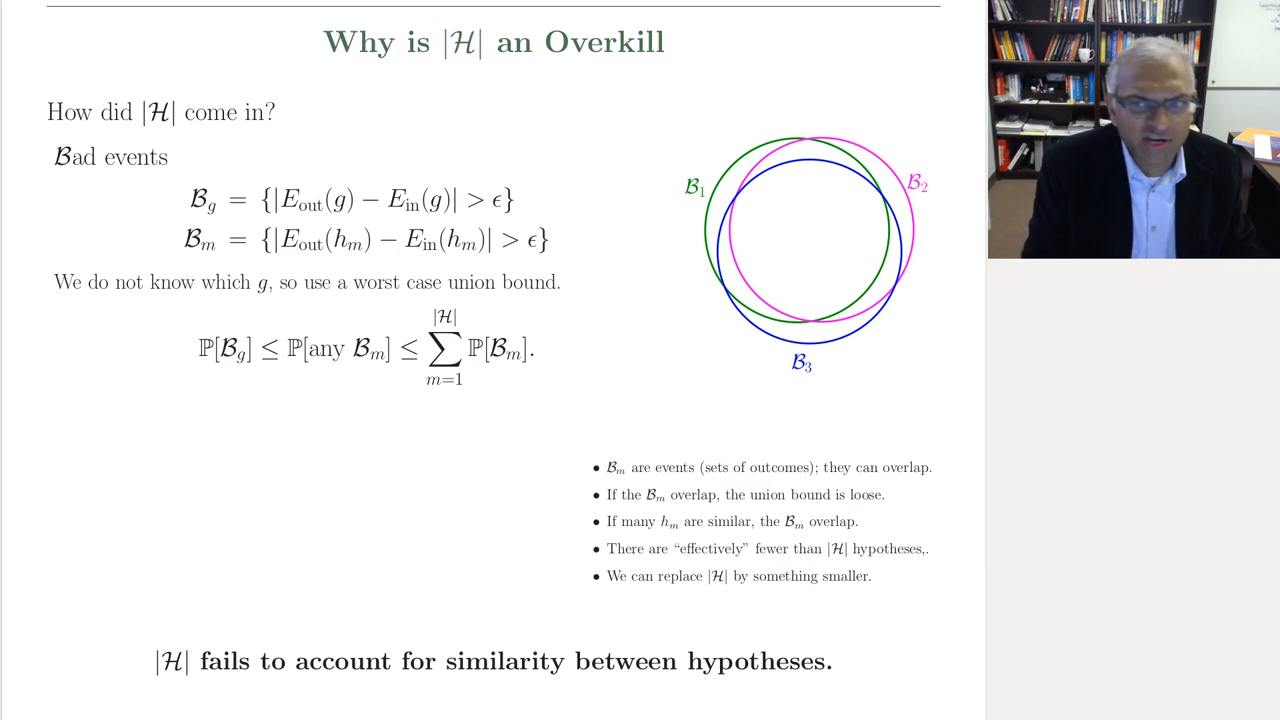 Why is |ℋ| an Overkill
How did |ℋ| come in?
ℬad events
ℬ_g = {|E_out(g) − E_in(g)| > ϵ}
ℬ_m = {|E_out(h_m) − E_in(h_m)| > ϵ}
We do not know which g, so use a worst case union bound.
ℙ[ℬ_g] ≤ ℙ[any ℬ_m] ≤ ∑_{m=1}^{|ℋ|} ℙ[ℬ_m].
ℬ_1
ℬ_2
ℬ_3
• ℬ_m are events (sets of outcomes); they can overlap.
• If the ℬ_m overlap, the union bound is loose.
• If many h_m are similar, the ℬ_m overlap.
• There are “effectively” fewer than |ℋ| hypotheses,.
• We can replace |ℋ| by something smaller.
|ℋ| fails to account for similarity between hypotheses.